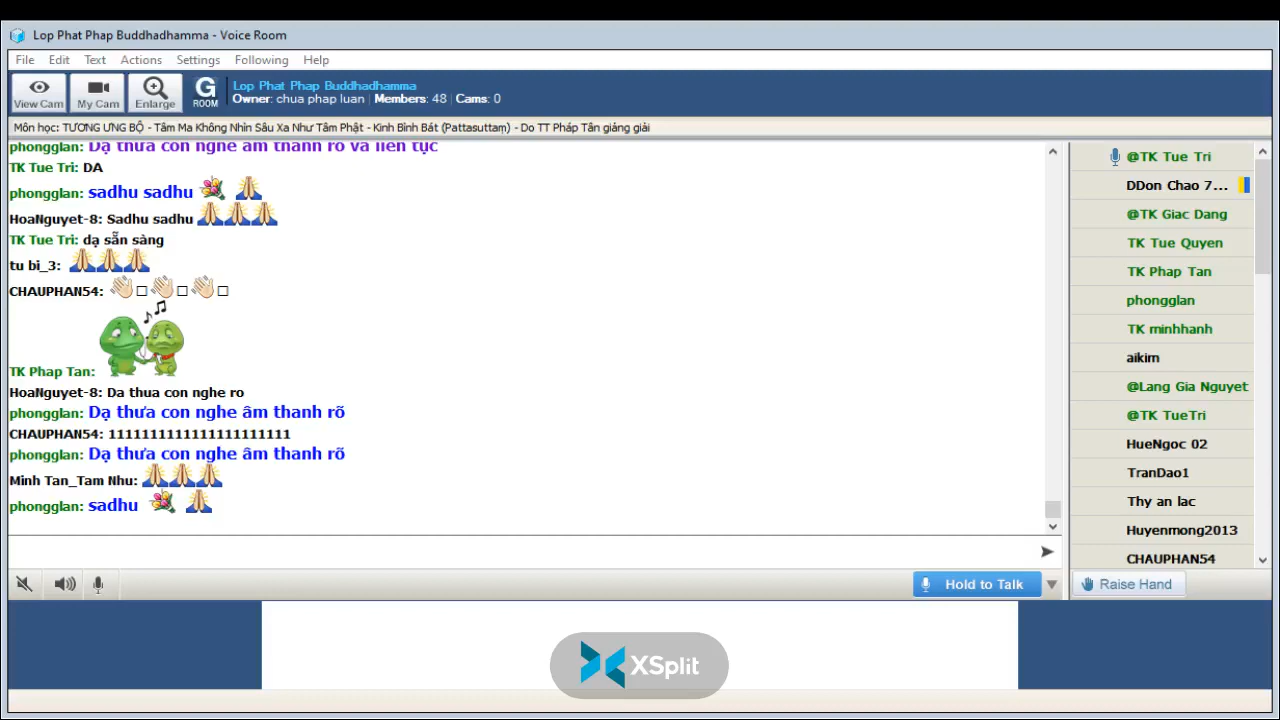 Lop Phat Phap Buddhadhamma - Voice Room
File Edit Text Actions Settings Following Help
View Cam My Cam Enlarge G ROOM
Lop Phat Phap Buddhadhamma
Owner: chua phap luan | Members: 48 | Cams: 0
Môn học: TƯƠNG ƯNG BỘ - Tâm Ma Không Nhìn Sâu Xa Như Tâm Phật - Kinh Bình Bát (Pattasuttaṃ) - Do TT Pháp Tân giảng giải
phongglan: Dạ thưa con nghe âm thanh rõ và liên tục
TK Tue Tri: DA
phongglan: sadhu sadhu
HoaNguyet-8: Sadhu sadhu
TK Tue Tri: dạ sẵn sàng
tu bi_3:
CHAUPHAN54:
TK Phap Tan:
HoaNguyet-8: Da thua con nghe ro
phongglan: Dạ thưa con nghe âm thanh rõ
CHAUPHAN54: 1111111111111111111111
phongglan: Dạ thưa con nghe âm thanh rõ
Minh Tan_Tam Nhu:
phongglan: sadhu
@TK Tue Tri
DDon Chao 7...
@TK Giac Dang
TK Tue Quyen
TK Phap Tan
phongglan
TK minhhanh
aikim
@Lang Gia Nguyet
@TK TueTri
HueNgoc 02
TranDao1
Thy an lac
Huyenmong2013
CHAUPHAN54
Hold to Talk
Raise Hand
XSplit